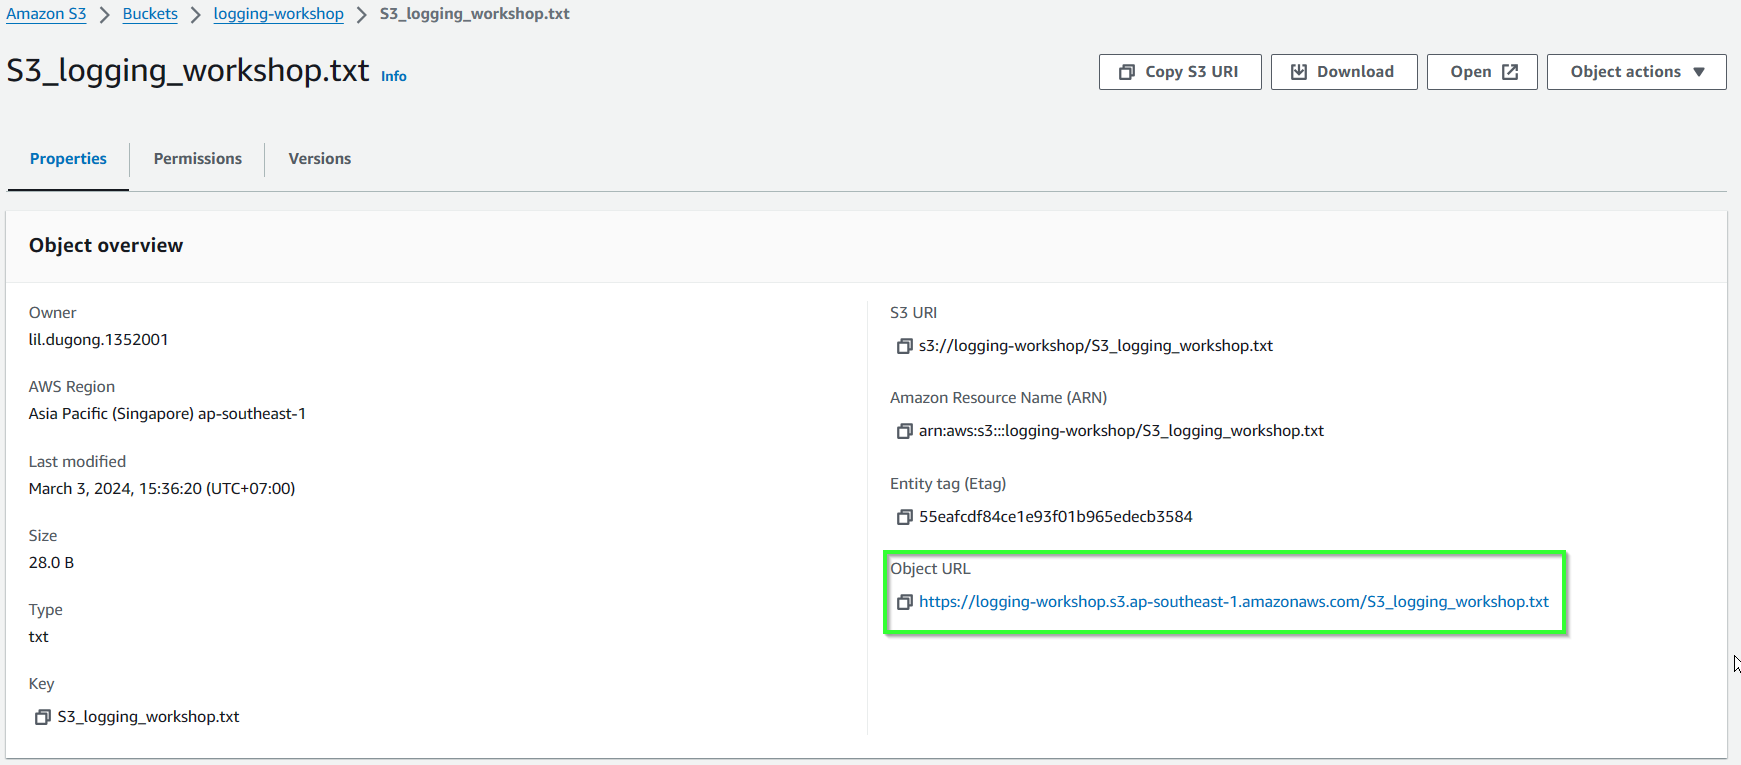 Amazon S3 > Buckets > logging-workshop > S3_logging_workshop.txt
S3_logging_workshop.txt Info
Copy S3 URI Download Open Object actions
Properties Permissions Versions
Object overview
Owner
lil.dugong.1352001
AWS Region
Asia Pacific (Singapore) ap-southeast-1
Last modified
March 3, 2024, 15:36:20 (UTC+07:00)
Size
28.0 B
Type
txt
Key
S3_logging_workshop.txt
S3 URI
s3://logging-workshop/S3_logging_workshop.txt
Amazon Resource Name (ARN)
arn:aws:s3:::logging-workshop/S3_logging_workshop.txt
Entity tag (Etag)
55eafcdf84ce1e93f01b965edecb3584
Object URL
https://logging-workshop.s3.ap-southeast-1.amazonaws.com/S3_logging_workshop.txt